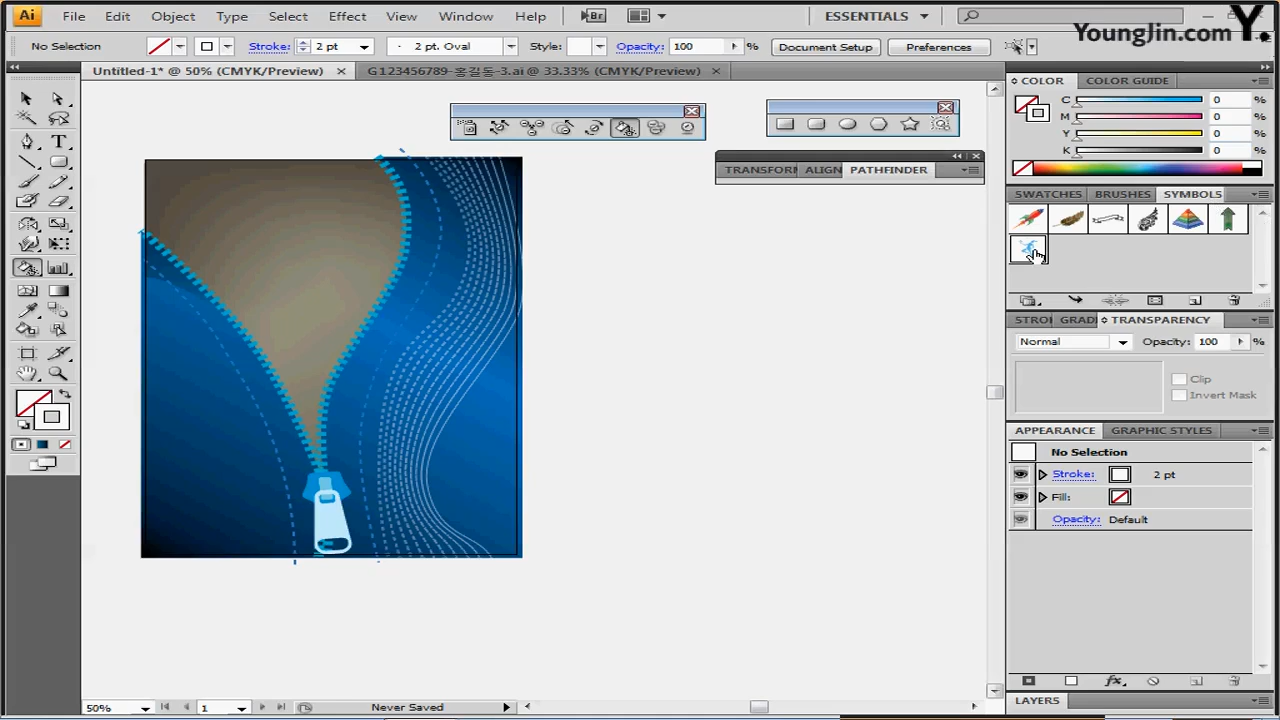 Ai File Edit Object Type Select Effect View Window Help Br ESSENTIALS
YoungJin.com Y.
No Selection Stroke: 2 pt 2 pt. Oval Style: Opacity: 100 % Document Setup Preferences
Untitled-1* @ 50% (CMYK/Preview) G123456789-홍길동-3.ai @ 33.33% (CMYK/Preview)
COLOR COLOR GUIDE
C 0 %
M 0 %
Y 0 %
K 0 %
TRANSFORM ALIGN PATHFINDER
SWATCHES BRUSHES SYMBOLS
STRO GRAD TRANSPARENCY
Normal Opacity: 100 %
Clip
Invert Mask
APPEARANCE GRAPHIC STYLES
No Selection
Stroke: 2 pt
Fill:
Opacity: Default
LAYERS
50% 1 Never Saved